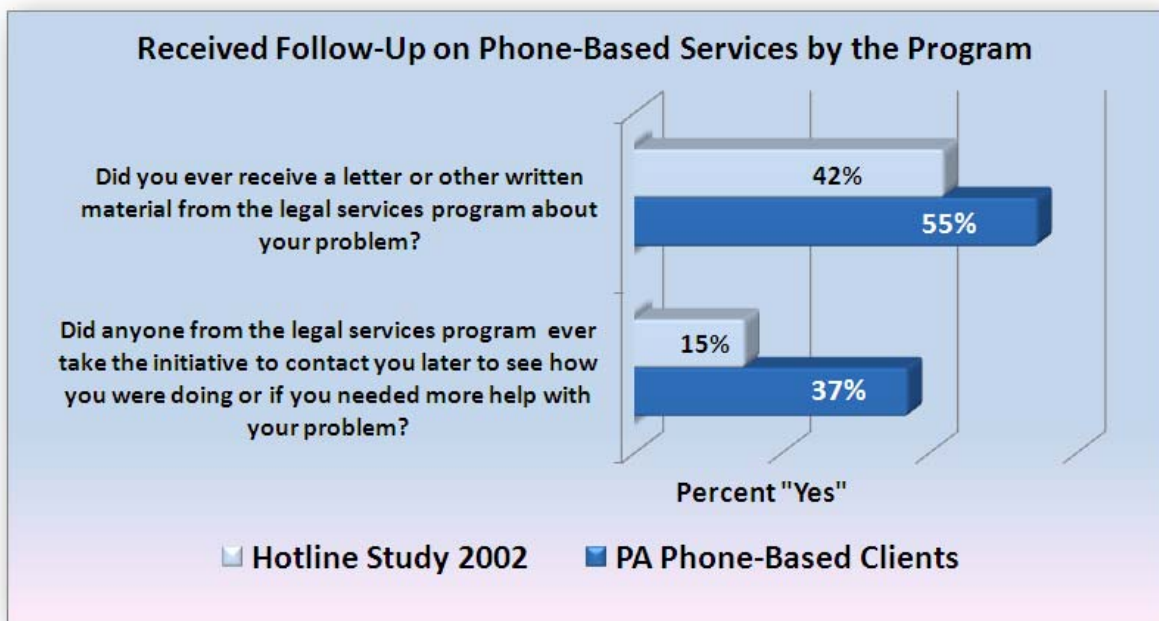 Received Follow-Up on Phone-Based Services by the Program
Did you ever receive a letter or other written
material from the legal services program about
your problem?
42%
55%
Did anyone from the legal services program ever
take the initiative to contact you later to see how
you were doing or if you needed more help with
your problem?
15%
37%
Percent "Yes"
Hotline Study 2002 PA Phone-Based Clients